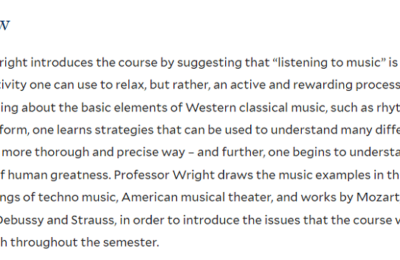 w
right introduces the course by suggesting that “listening to music” is
tivity one can use to relax, but rather, an active and rewarding process
ing about the basic elements of Western classical music, such as rhyt
form, one learns strategies that can be used to understand many diffe
more thorough and precise way – and further, one begins to understa
f human greatness. Professor Wright draws the music examples in th
ngs of techno music, American musical theater, and works by Mozart
Debussy and Strauss, in order to introduce the issues that the course w
h throughout the semester.